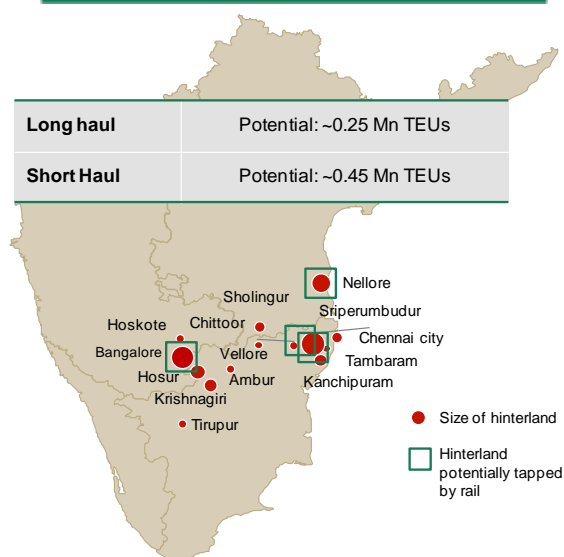 Long haul Potential: ~0.25 Mn TEUs
Short Haul Potential: ~0.45 Mn TEUs
Nellore
Sholingur
Sriperumbudur
Hoskote Chittoor
Chennai city
Bangalore
Vellore
Tambaram
Hosur
Ambur
Kanchipuram
Krishnagiri
Tirupur
Size of hinterland
Hinterland
potentially tapped
by rail